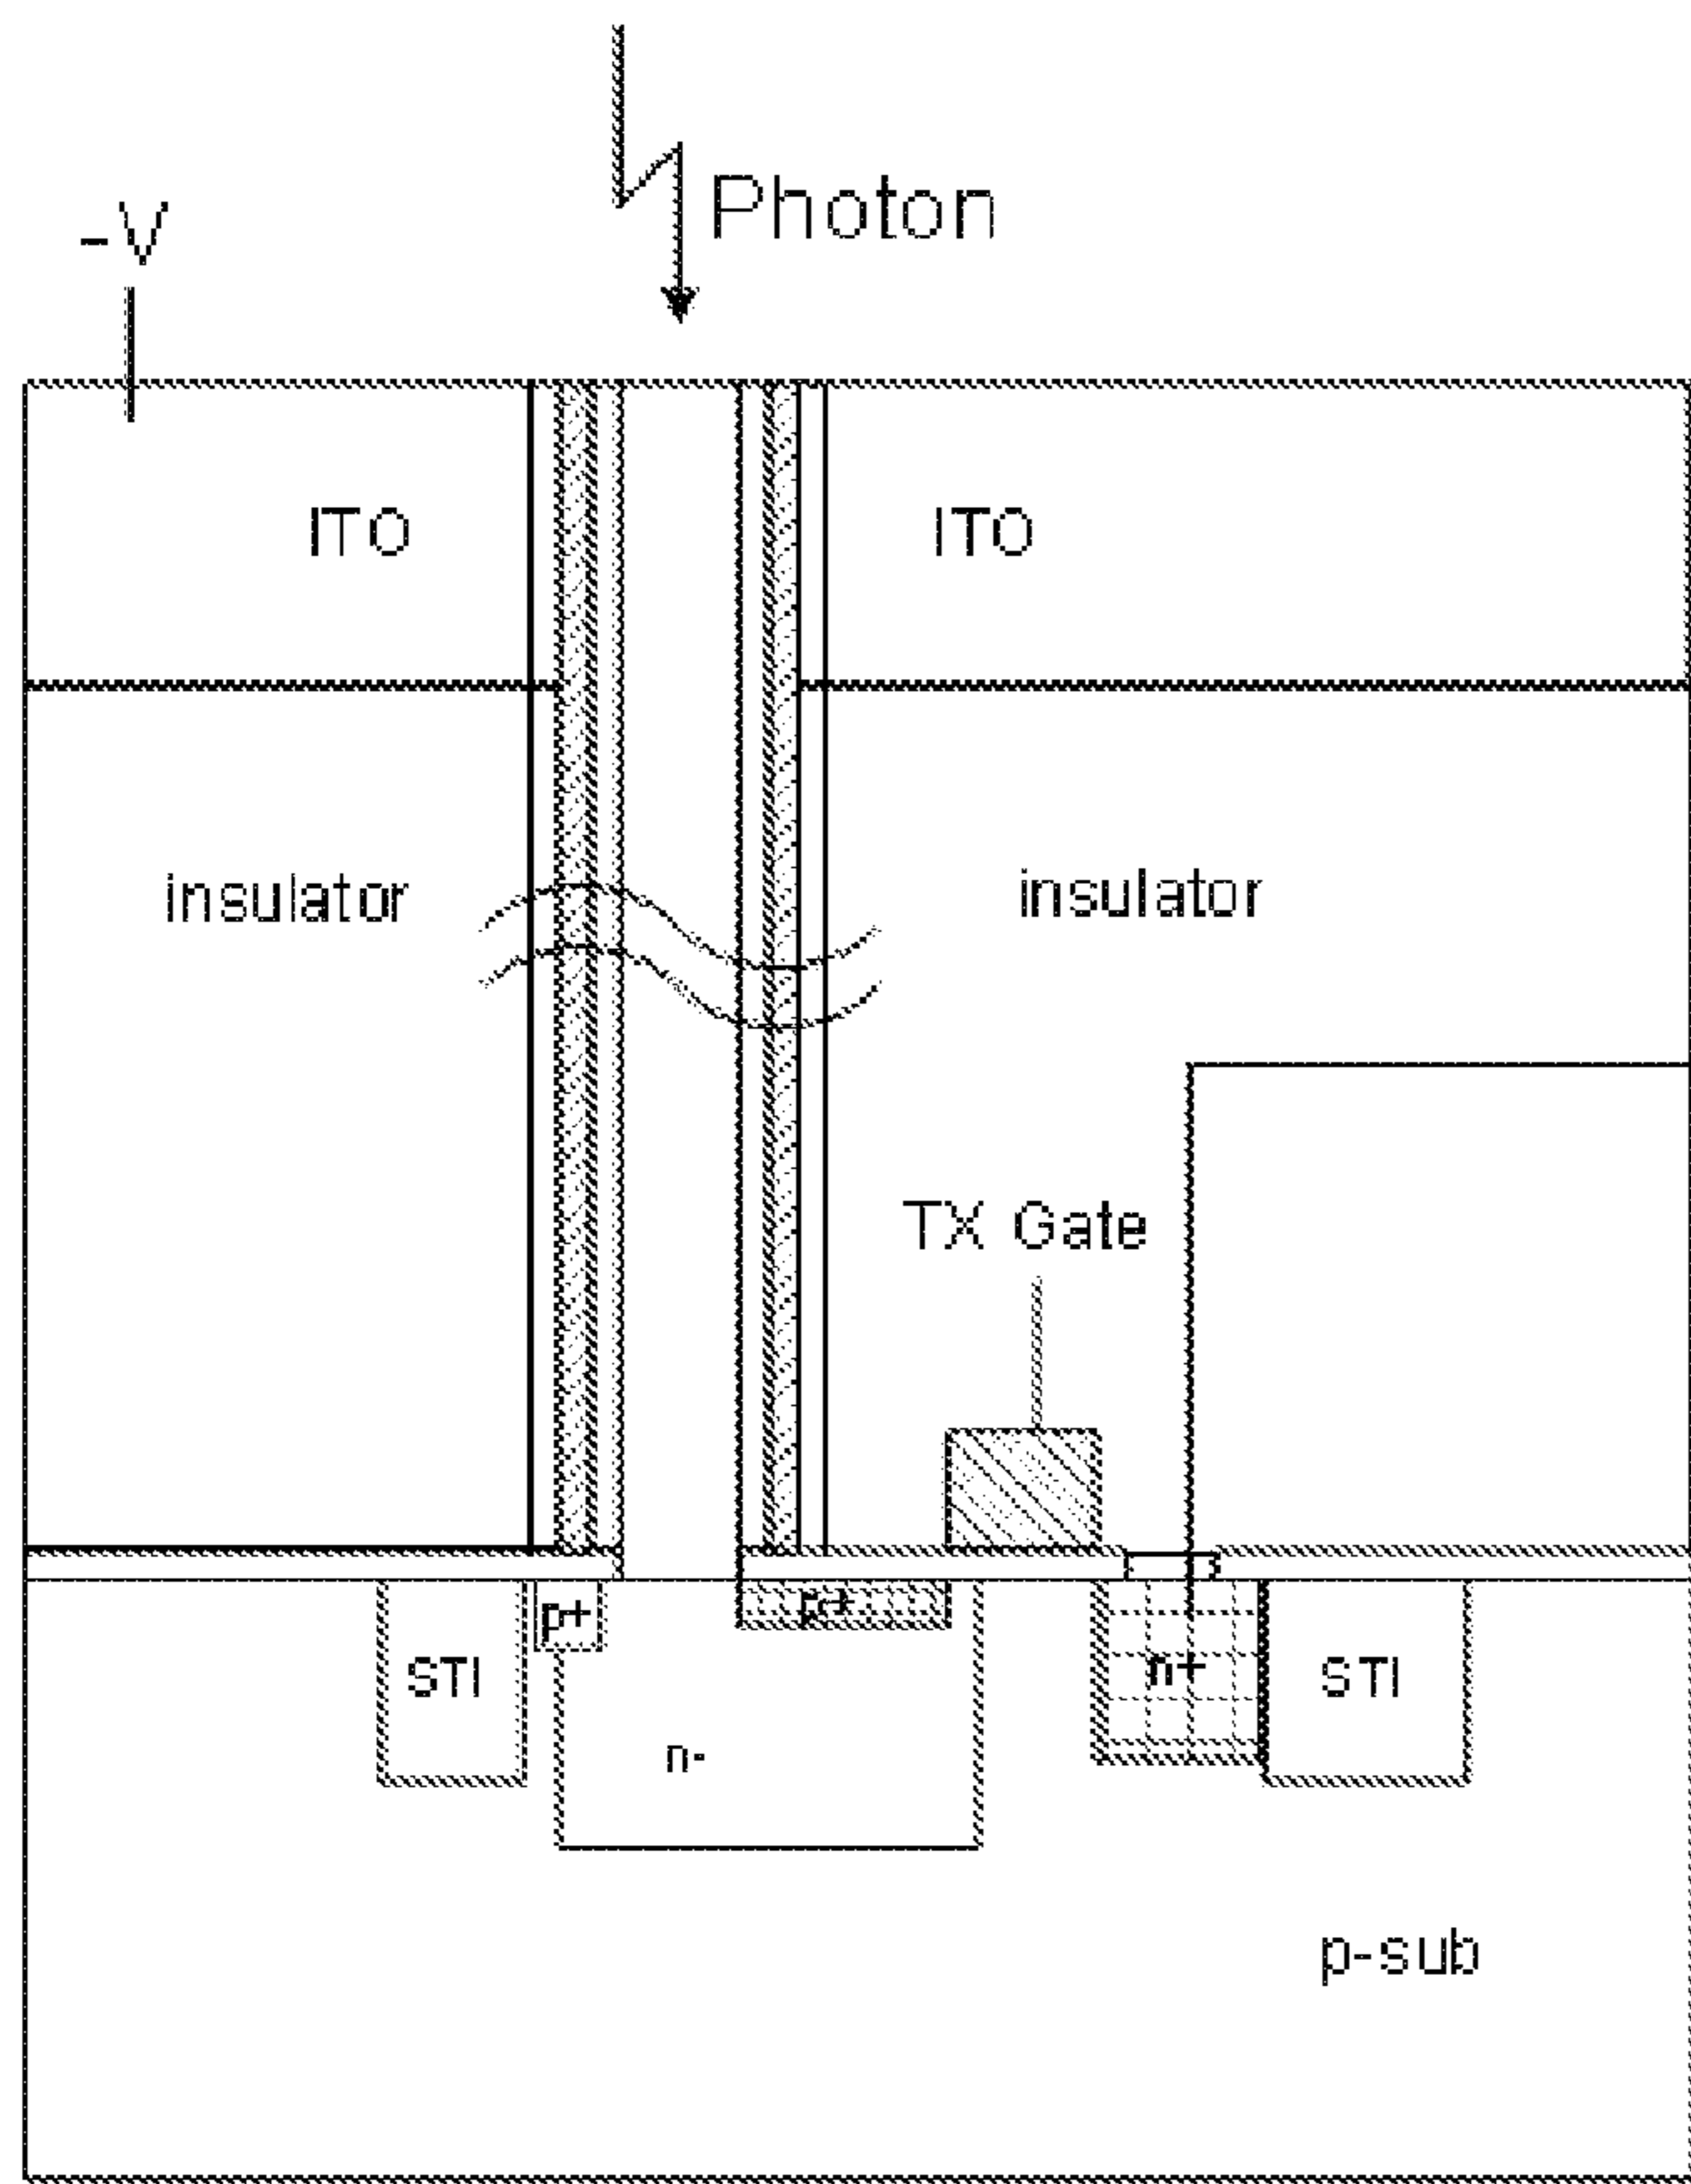 Photon
-V
ITO
ITO
insulator
insulator
TX Gate
p+
p+
STI
n+
STI
n-
p-sub